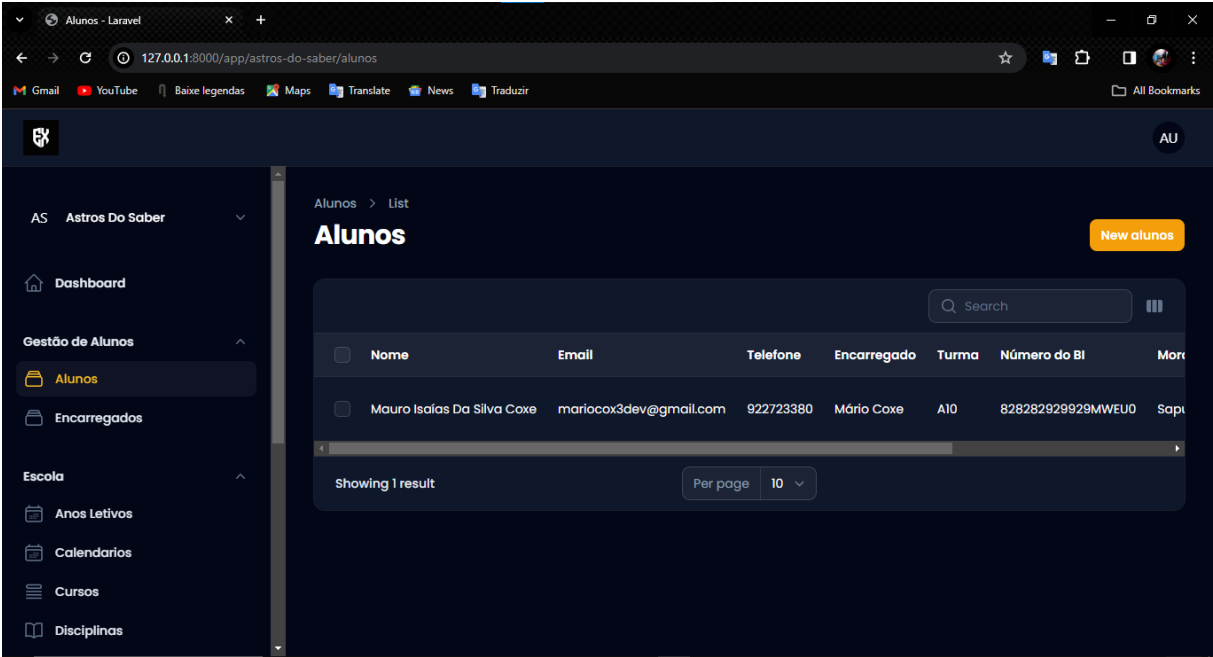 Alunos - Laravel
127.0.0.1:8000/app/astros-do-saber/alunos
Gmail YouTube Baixe legendas Maps Translate News Traduzir All Bookmarks
AU
AS Astros Do Saber
Dashboard
Gestão de Alunos
Alunos
Encarregados
Escola
Anos Letivos
Calendarios
Cursos
Disciplinas
Alunos > List
Alunos
New alunos
Search
Nome Email Telefone Encarregado Turma Número do BI
Mauro Isaías Da Silva Coxe mariocox3dev@gmail.com 922723380 Mário Coxe A10 828282929929MWEU0
Showing 1 result
Per page 10